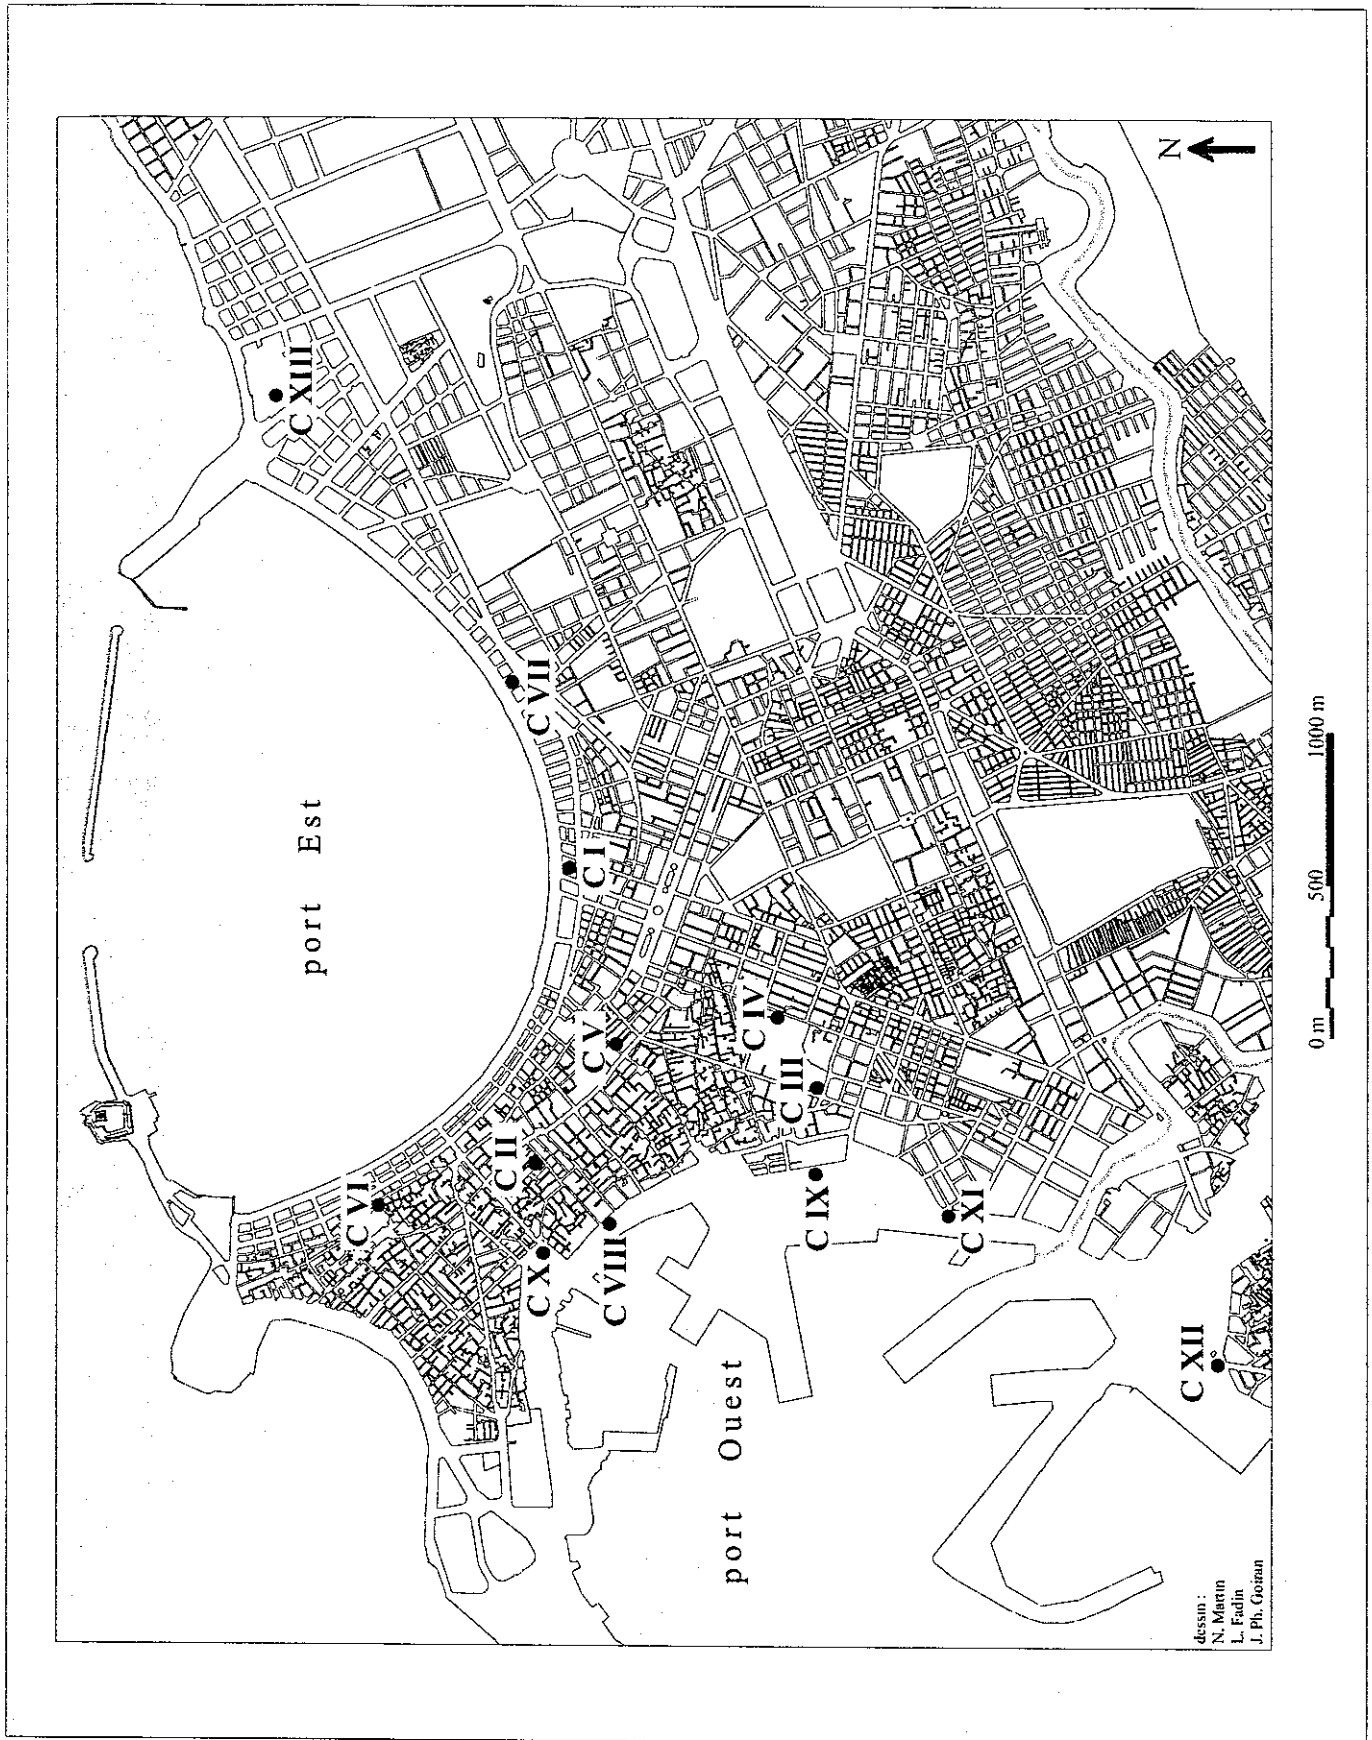 N
C XIII
port Est
C VII
C I
C VI
C II
C V
C X
C VIII
C IV
C III
C IX
C XI
port Ouest
C XII
dessin :
N. Martin
L. Fadin
J. Ph. Goiran
0 m 500 1000 m